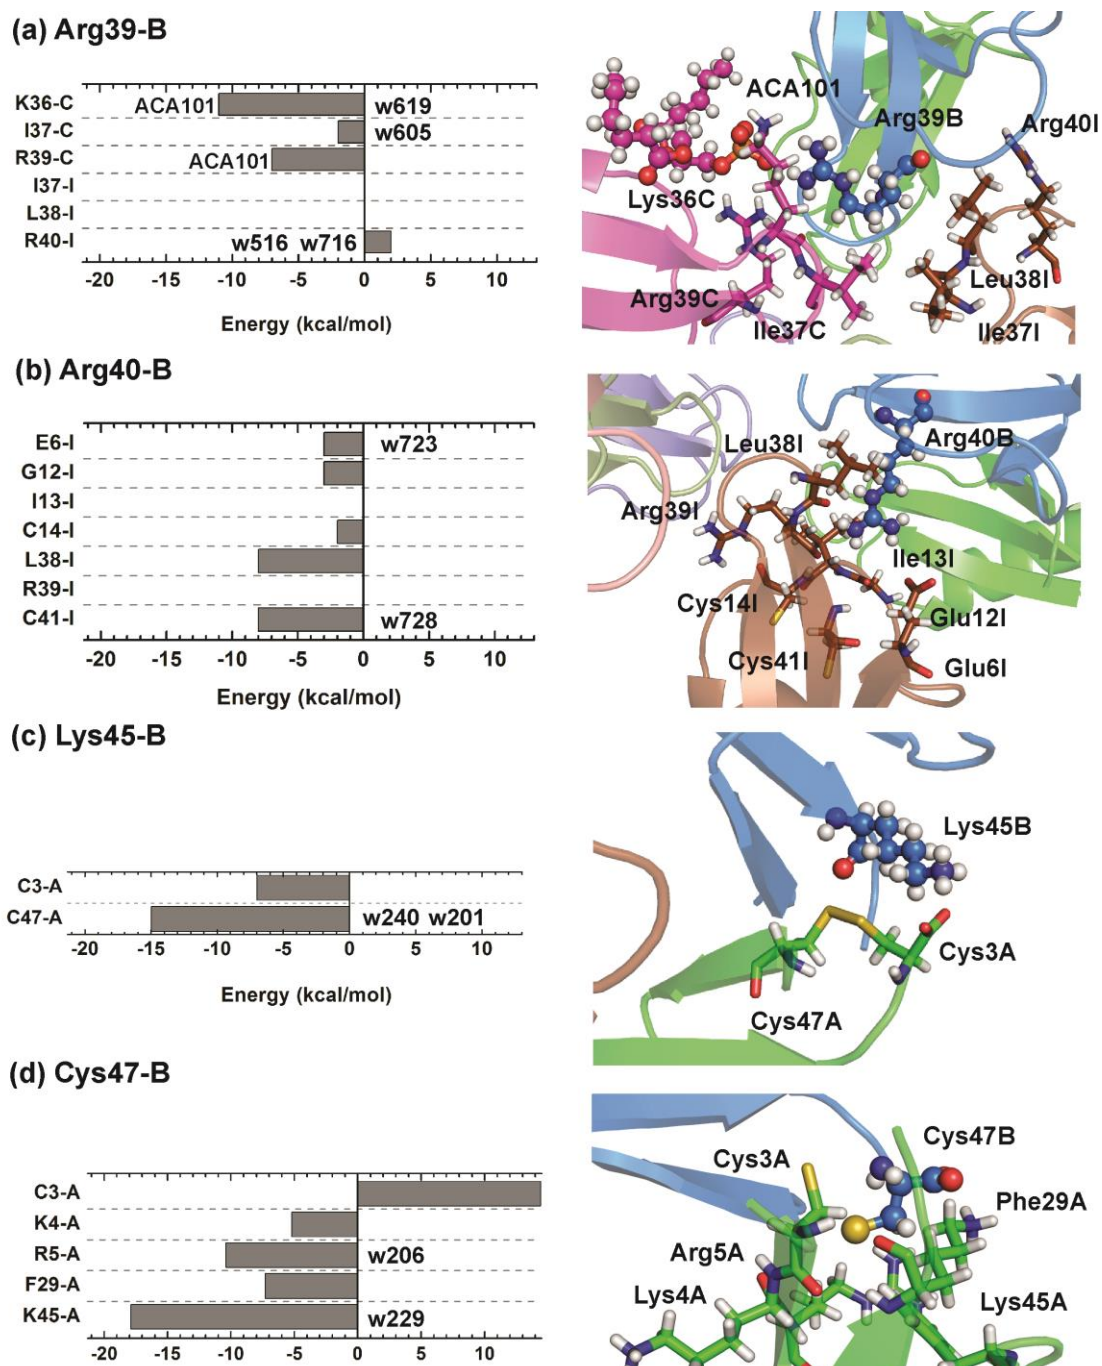 (a) Arg39-B
K36-C ACA101 w619
I37-C w605
R39-C ACA101
I37-I
L38-I
R40-I w516 w716
-20 -15 -10 -5 0 5 10
Energy (kcal/mol)
ACA101
Arg39B
Arg40I
Lys36C
Arg39C
Leu38I
Ile37C
Ile37I
(b) Arg40-B
E6-I w723
G12-I
I13-I
C14-I
L38-I
R39-I
C41-I w728
-20 -15 -10 -5 0 5 10
Energy (kcal/mol)
Leu38I
Arg40B
Arg39I
Ile13I
Cys14I
Glu12I
Cys41I
Glu6I
(c) Lys45-B
C3-A
C47-A w240 w201
-20 -15 -10 -5 0 5 10
Energy (kcal/mol)
Lys45B
Cys3A
Cys47A
(d) Cys47-B
C3-A
K4-A
R5-A w206
F29-A
K45-A w229
-20 -15 -10 -5 0 5 10
Cys47B
Cys3A
Phe29A
Arg5A
Lys4A
Lys45A